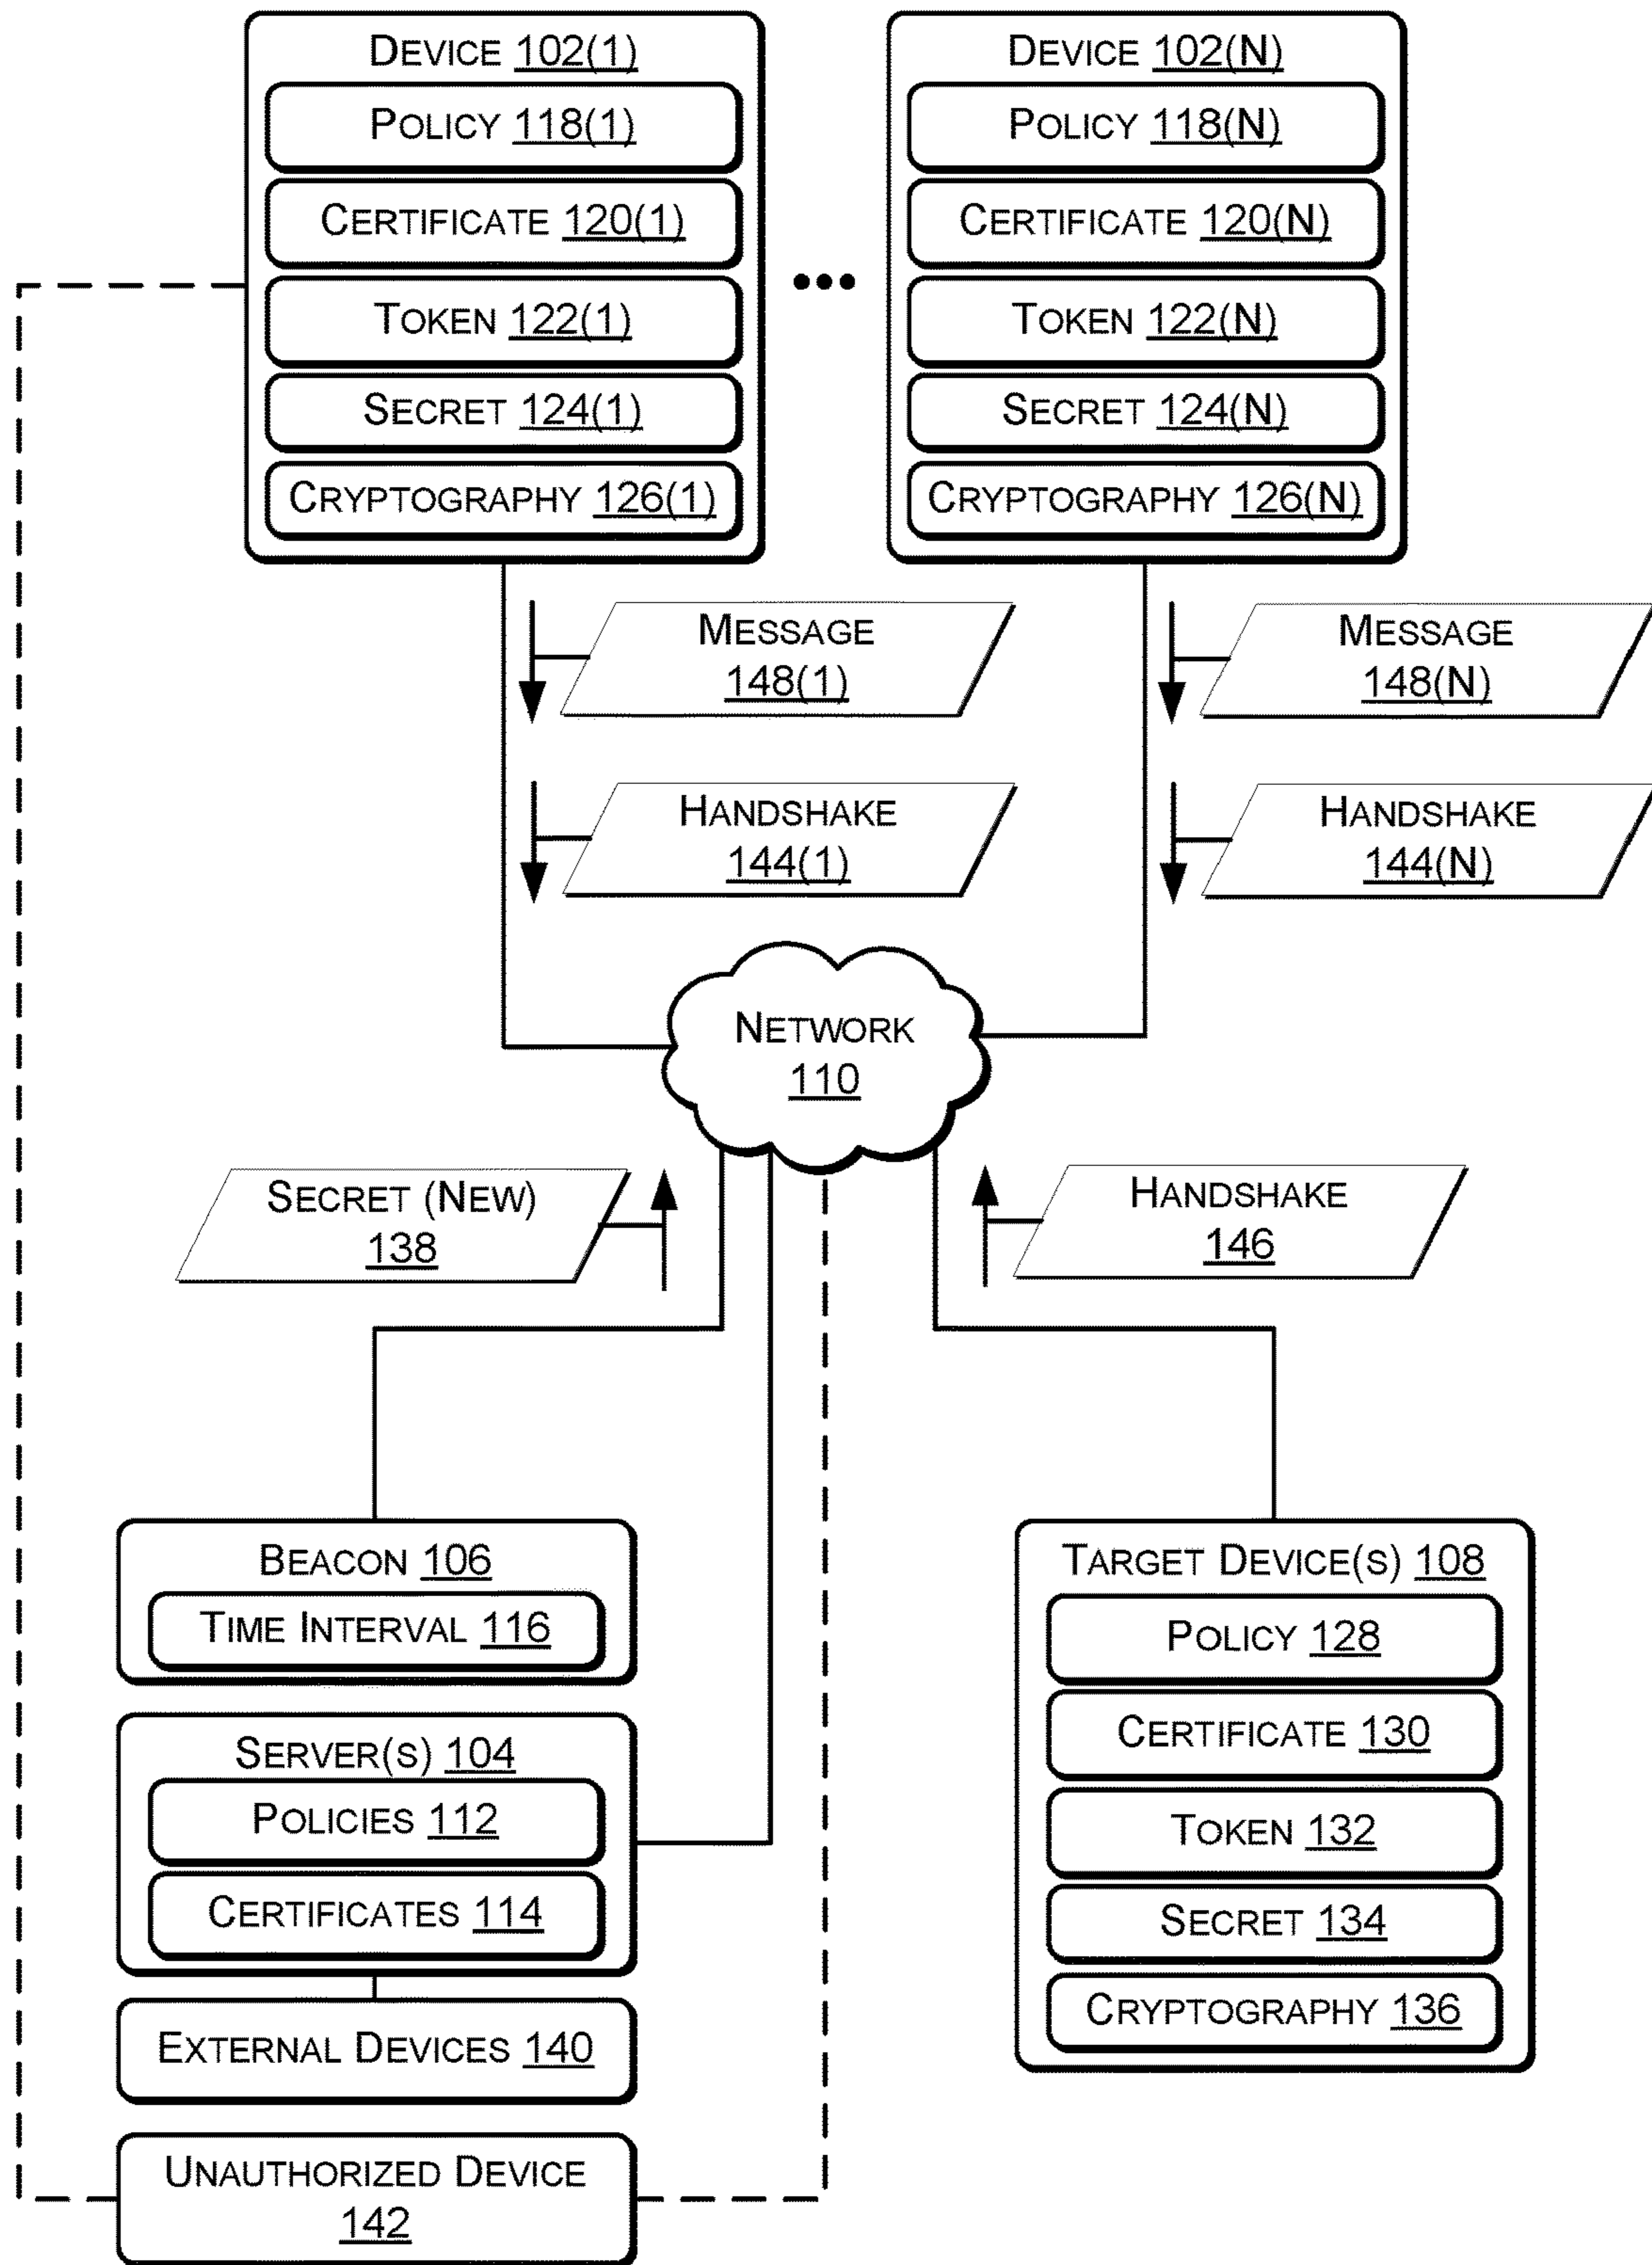 DEVICE 102(1)
POLICY 118(1)
CERTIFICATE 120(1)
TOKEN 122(1)
SECRET 124(1)
CRYPTOGRAPHY 126(1)
DEVICE 102(N)
POLICY 118(N)
CERTIFICATE 120(N)
TOKEN 122(N)
SECRET 124(N)
CRYPTOGRAPHY 126(N)
MESSAGE
148(1)
MESSAGE
148(N)
HANDSHAKE
144(1)
HANDSHAKE
144(N)
NETWORK
110
SECRET (NEW)
138
HANDSHAKE
146
BEACON 106
TIME INTERVAL 116
SERVER(S) 104
POLICIES 112
CERTIFICATES 114
EXTERNAL DEVICES 140
UNAUTHORIZED DEVICE
142
TARGET DEVICE(S) 108
POLICY 128
CERTIFICATE 130
TOKEN 132
SECRET 134
CRYPTOGRAPHY 136